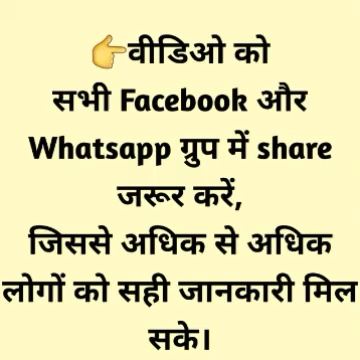 👉वीडिओ को
सभी Facebook और
Whatsapp ग्रुप में share
जरूर करें,
जिससे अधिक से अधिक
लोगों को सही जानकारी मिल
सके।